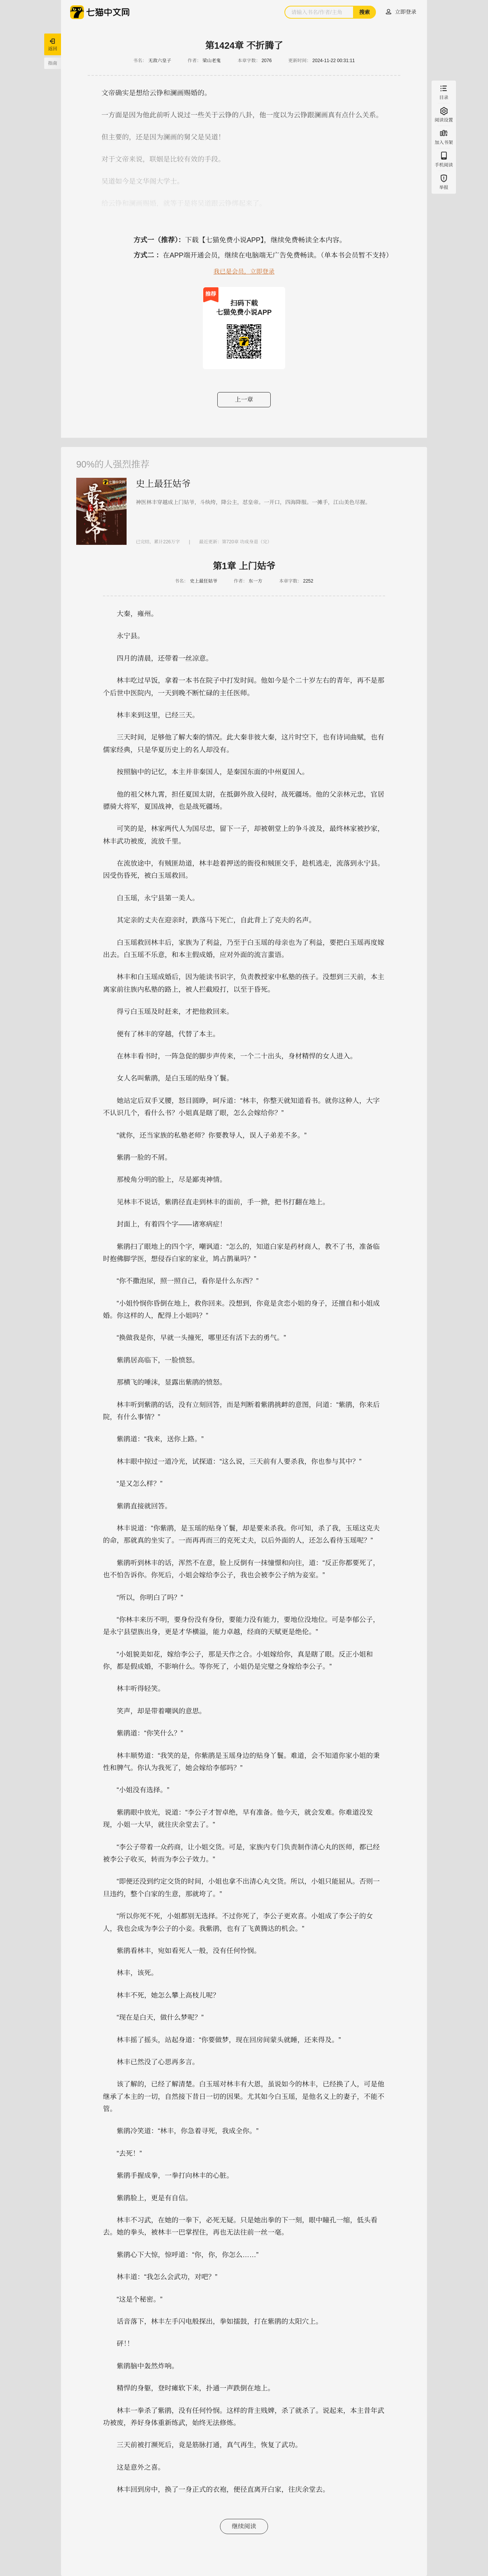 七猫中文网
请输入书名/作者/主角
搜索
立即登录
返回
指南
目录
阅读设置
加入书架
手机阅读
举报
第1424章 不折腾了
书名： 无敌六皇子 作者： 梁山老鬼 本章字数： 2076 更新时间： 2024-11-22 00:31:11
文帝确实是想给云铮和澜画赐婚的。
一方面是因为他此前听人说过一些关于云铮的八卦，他一度以为云铮跟澜画真有点什么关系。
但主要的，还是因为澜画的舅父是吴道！
对于文帝来说，联姻是比较有效的手段。
吴道如今是文华阁大学士。
方式一（推荐）：下载【七猫免费小说APP】，继续免费畅读全本内容。
方式二 ：在APP端开通会员，继续在电脑端无广告免费畅读。（单本书会员暂不支持）
我已是会员，立即登录
推荐
扫码下载
七猫免费小说APP
上一章
90%的人强烈推荐
最狂姑爷
史上最狂姑爷
神医林丰穿越成上门姑爷，斗纨绔，降公主，惹皇帝。一开口，四海降服。一摊手，江山美色尽握。
第1章 上门姑爷
书名： 史上最狂姑爷 作者： 东一方 本章字数： 2252
大秦，雍州。
永宁县。
四月的清晨，还带着一丝凉意。
林丰吃过早饭，拿着一本书在院子中打发时间。他如今是个二十岁左右的青年，再不是那
个后世中医院内，一天到晚不断忙碌的主任医师。
林丰来到这里，已经三天。
三天时间，足够他了解大秦的情况。此大秦非彼大秦，这片时空下，也有诗词曲赋，也有
儒家经典，只是华夏历史上的名人却没有。
按照脑中的记忆，本主并非秦国人，是秦国东面的中州夏国人。
他的祖父林九霄，担任夏国太尉，在抵御外敌入侵时，战死疆场。他的父亲林元忠，官居
骠骑大将军，夏国战神，也是战死疆场。
可笑的是，林家两代人为国尽忠，留下一子，却被朝堂上的争斗波及，最终林家被抄家，
林丰武功被废，流放千里。
在流放途中，有贼匪劫道，林丰趁着押送的衙役和贼匪交手，趁机逃走，流落到永宁县。
因受伤昏死，被白玉瑶救回。
白玉瑶，永宁县第一美人。
其定亲的丈夫在迎亲时，跌落马下死亡，自此背上了克夫的名声。
白玉瑶救回林丰后，家族为了利益，乃至于白玉瑶的母亲也为了利益，要把白玉瑶再度嫁
出去。白玉瑶不乐意，和本主假成婚，应对外面的流言蜚语。
林丰和白玉瑶成婚后，因为能读书识字，负责教授家中私塾的孩子。没想到三天前，本主
离家前往族内私塾的路上，被人拦截殴打，以至于昏死。
得亏白玉瑶及时赶来，才把他救回来。
便有了林丰的穿越，代替了本主。
在林丰看书时，一阵急促的脚步声传来，一个二十出头，身材精悍的女人进入。
女人名叫紫鹃，是白玉瑶的贴身丫鬟。
她站定后双手叉腰，怒目圆睁，呵斥道：“林丰，你整天就知道看书。就你这种人，大字
不认识几个，看什么书？小姐真是瞎了眼，怎么会嫁给你？”
“就你，还当家族的私塾老师？你要教导人，误人子弟差不多。”
紫鹃一脸的不屑。
那棱角分明的脸上，尽是鄙夷神情。
见林丰不说话，紫鹃径直走到林丰的面前，手一掀，把书打翻在地上。
封面上，有着四个字——诸寒病症！
紫鹃扫了眼地上的四个字，嘲讽道：“怎么的，知道白家是药材商人，教不了书，准备临
时抱佛脚学医，想侵吞白家的家业，鸠占鹊巢吗？”
“你不撒泡尿，照一照自己，看你是什么东西？”
“小姐怜悯你昏倒在地上，救你回来。没想到，你竟是贪恋小姐的身子，还擅自和小姐成
婚。你这样的人，配得上小姐吗？”
“换做我是你，早就一头撞死，哪里还有活下去的勇气。”
紫鹃居高临下，一脸愤怒。
那横飞的唾沫，显露出紫鹃的愤怒。
林丰听到紫鹃的话，没有立刻回答，而是判断着紫鹃挑衅的意图，问道：“紫鹃，你来后
院，有什么事情？”
紫鹃道：“我来，送你上路。”
林丰眼中掠过一道冷光，试探道：“这么说，三天前有人要杀我，你也参与其中？”
“是又怎么样？”
紫鹃直接就回答。
林丰说道：“你紫鹃，是玉瑶的贴身丫鬟，却是要来杀我。你可知，杀了我，玉瑶这克夫
的命，那就真的坐实了。一而再再而三的克死丈夫，以后外面的人，还怎么看待玉瑶呢？”
紫鹃听到林丰的话，浑然不在意，脸上反倒有一抹憧憬和向往，道：“反正你都要死了，
也不怕告诉你。你死后，小姐会嫁给李公子，我也会被李公子纳为妾室。”
“所以，你明白了吗？”
“你林丰来历不明，要身份没有身份，要能力没有能力，要地位没地位。可是李郁公子，
是永宁县望族出身，更是才华横溢，能力卓越，经商的天赋更是绝伦。”
“小姐貌美如花，嫁给李公子，那是天作之合。小姐嫁给你，真是瞎了眼。反正小姐和
你，都是假成婚，不影响什么。等你死了，小姐仍是完璧之身嫁给李公子。”
林丰听得轻笑。
笑声，却是带着嘲讽的意思。
紫鹃道：“你笑什么？”
林丰顺势道：“我笑的是，你紫鹃是玉瑶身边的贴身丫鬟。难道，会不知道你家小姐的秉
性和脾气。你认为我死了，她会嫁给李郁吗？”
“小姐没有选择。”
紫鹃眼中放光，说道：“李公子才智卓绝，早有准备。他今天，就会发难。你难道没发
现，小姐一大早，就往庆余堂去了。”
“李公子带着一众药商，让小姐交货。可是，家族内专门负责制作清心丸的医师，都已经
被李公子收买，转而为李公子效力。”
“即便还没到约定交货的时间，小姐也拿不出清心丸交货。所以，小姐只能屈从。否则一
旦违约，整个白家的生意，那就垮了。”
“所以你死不死，小姐都别无选择。不过你死了，李公子更欢喜。小姐成了李公子的女
人，我也会成为李公子的小妾。我紫鹃，也有了飞黄腾达的机会。”
紫鹃看林丰，宛如看死人一般，没有任何怜悯。
林丰，该死。
林丰不死，她怎么攀上高枝儿呢？
“现在是白天，做什么梦呢？”
林丰摇了摇头，站起身道：“你要做梦，现在回房间蒙头就睡，还来得及。”
林丰已然没了心思再多言。
该了解的，已经了解清楚。白玉瑶对林丰有大恩，虽说如今的林丰，已经换了人，可是他
继承了本主的一切，自然接下昔日一切的因果。尤其如今白玉瑶，是他名义上的妻子，不能不
管。
紫鹃冷笑道：“林丰，你急着寻死，我成全你。”
“去死！”
紫鹃手握成拳，一拳打向林丰的心脏。
紫鹃脸上，更是有自信。
林丰不习武，在她的一拳下，必死无疑。只是她出拳的下一刻，眼中瞳孔一缩，低头看
去。她的拳头，被林丰一巴掌捏住，再也无法往前一丝一毫。
紫鹃心下大惊，惊呼道：“你，你，你怎么……”
林丰道：“我怎么会武功，对吧？”
“这是个秘密。”
话音落下，林丰左手闪电般探出，拳如擂鼓，打在紫鹃的太阳穴上。
砰！！
紫鹃脑中轰然炸响。
精悍的身躯，登时瘫软下来，扑通一声跌倒在地上。
林丰一拳杀了紫鹃，没有任何怜悯。这样的背主贱婢，杀了就杀了。说起来，本主昔年武
功被废，养好身体重新练武，始终无法修炼。
三天前被打濒死后，竟是筋脉打通，真气再生，恢复了武功。
这是意外之喜。
林丰回到房中，换了一身正式的衣袍，便径直离开白家，往庆余堂去。
继续阅读